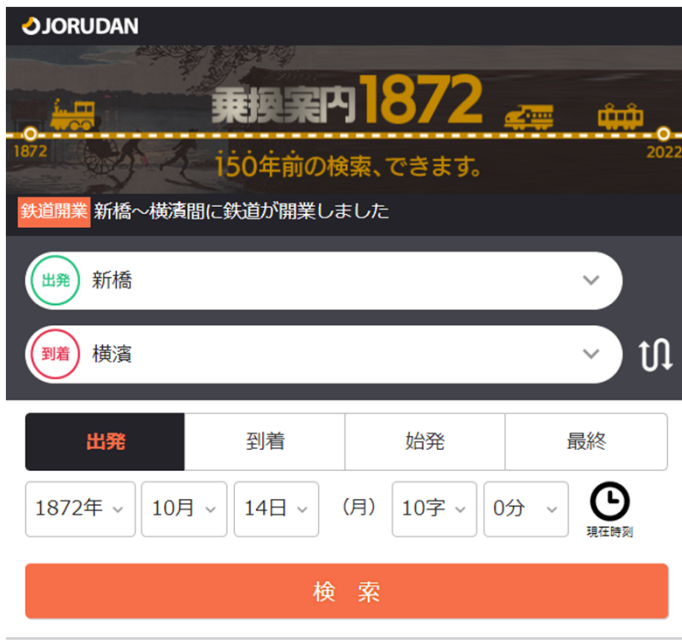 JORUDAN
乗換案内1872
1872
2022
150年前の検索、できます。
鉄道開業 新橋～横濱間に鉄道が開業しました
出発 新橋
到着 横濱
出発 到着 始発 最終
1872年 10月 14日 (月) 10字 0分
現在時刻
検 索